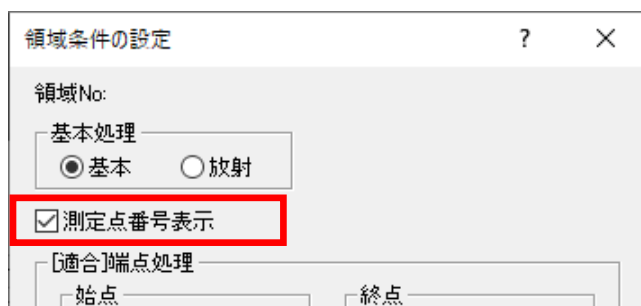 領域条件の設定 ? ×
領域No:
基本処理
基本 放射
測定点番号表示
[適合]端点処理
始点 終点